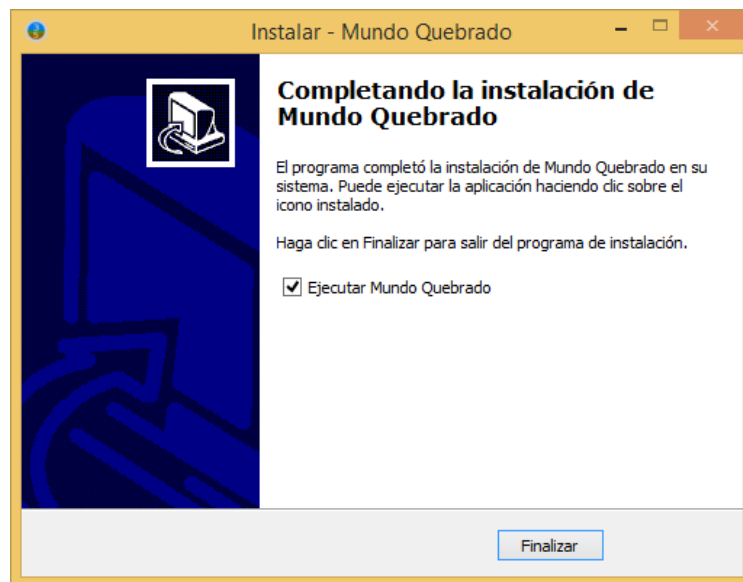 Instalar - Mundo Quebrado
Completando la instalación de
Mundo Quebrado
El programa completó la instalación de Mundo Quebrado en su
sistema. Puede ejecutar la aplicación haciendo clic sobre el
icono instalado.
Haga clic en Finalizar para salir del programa de instalación.
Ejecutar Mundo Quebrado
Finalizar